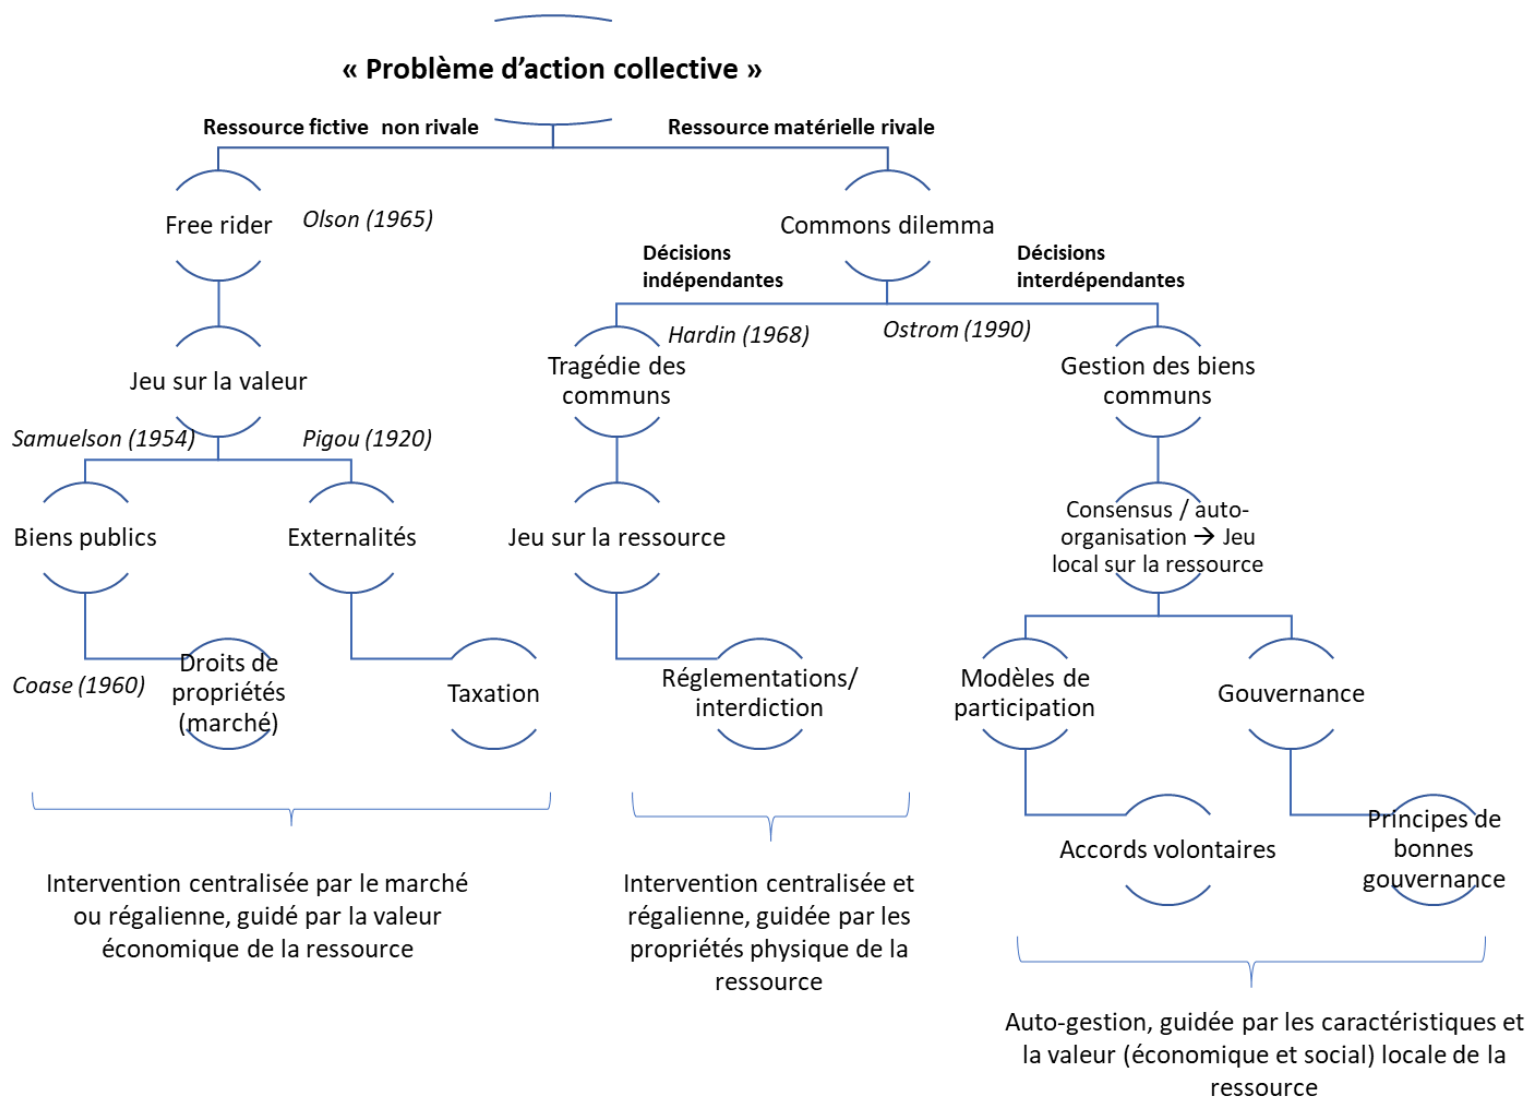 « Problème d’action collective »
Ressource fictive non rivale
Ressource matérielle rivale
Free rider
Olson (1965)
Commons dilemma
Décisions
indépendantes
Décisions
interdépendantes
Hardin (1968)
Ostrom (1990)
Jeu sur la valeur
Tragédie des
communs
Gestion des biens
communs
Samuelson (1954)
Pigou (1920)
Biens publics
Externalités
Jeu sur la ressource
Consensus / auto-
organisation → Jeu
local sur la ressource
Coase (1960)
Droits de
propriétés
(marché)
Taxation
Réglementations/
interdiction
Modèles de
participation
Gouvernance
Accords volontaires
Principes de
bonnes
gouvernance
Intervention centralisée par le marché
ou régalienne, guidé par la valeur
économique de la ressource
Intervention centralisée et
régalienne, guidée par les
propriétés physique de la
ressource
Auto-gestion, guidée par les caractéristiques et
la valeur (économique et social) locale de la
ressource